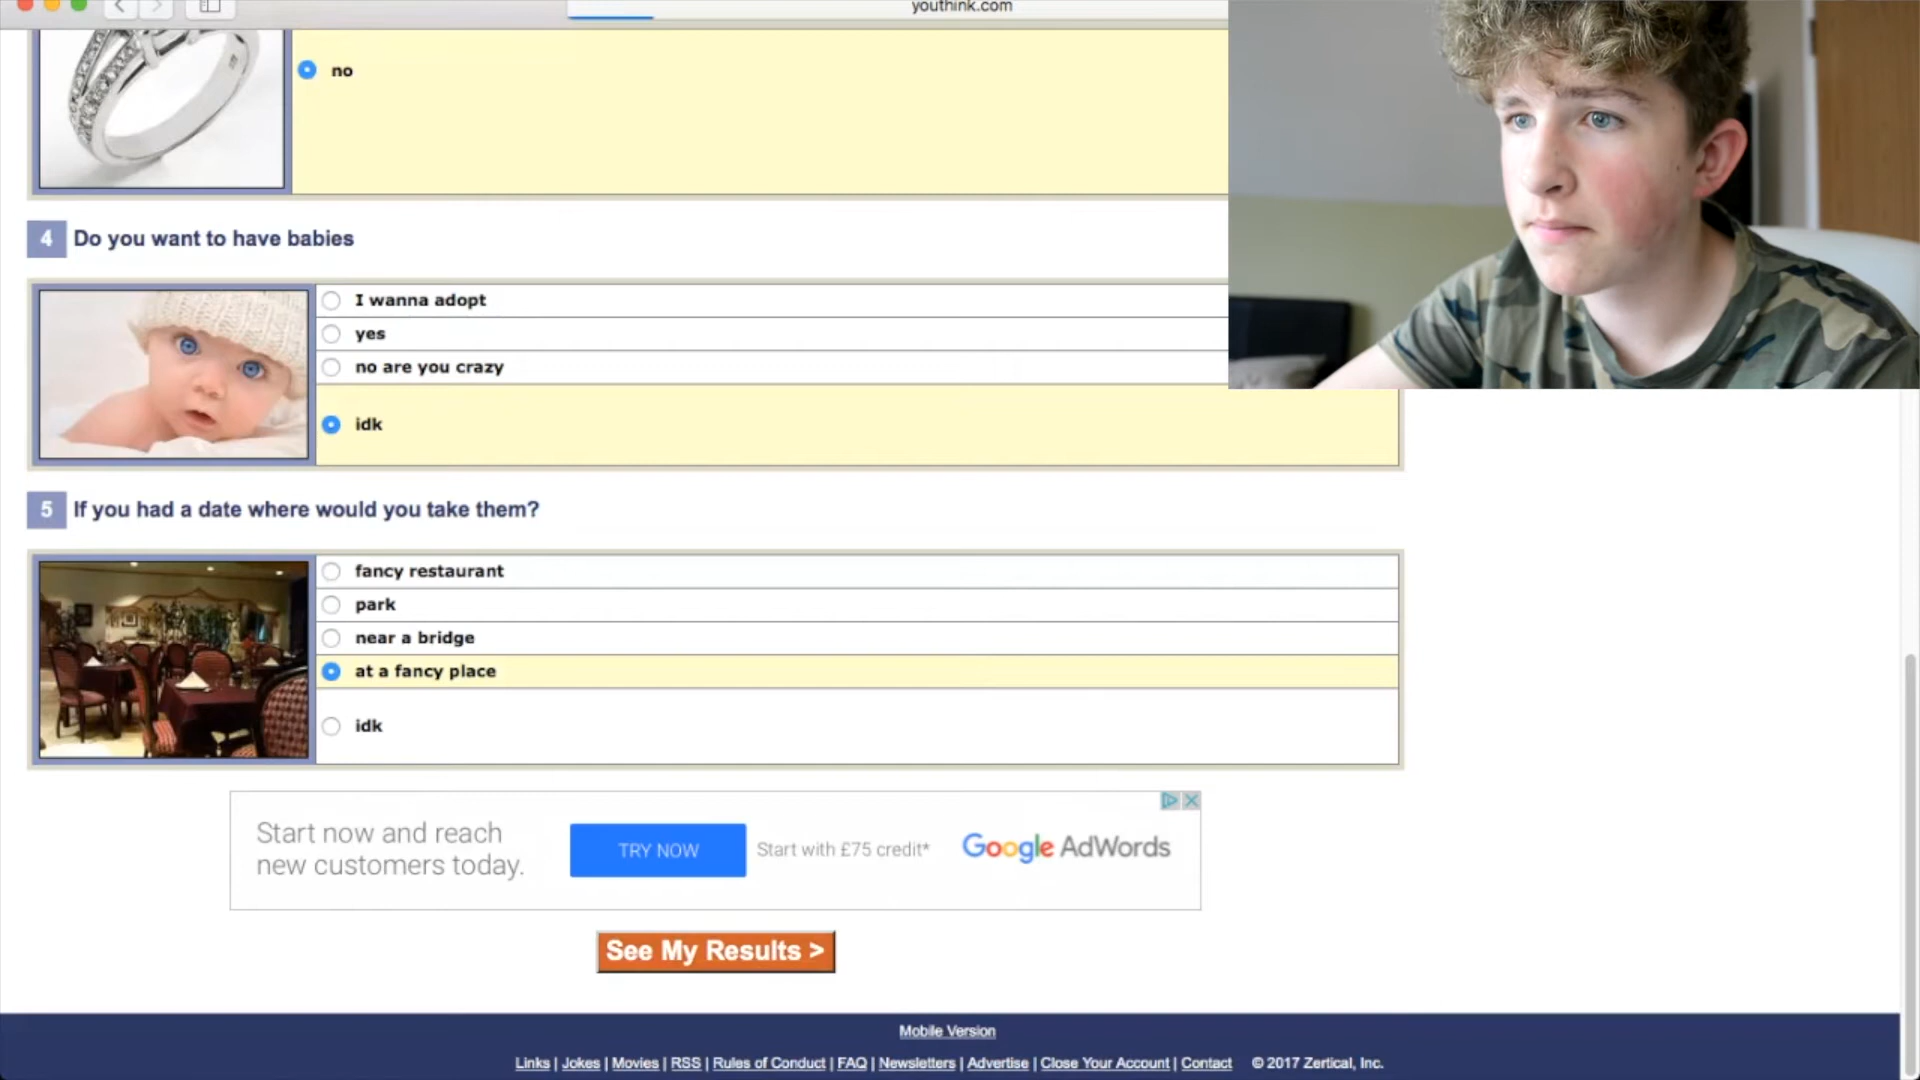 youthink.com
no
4 Do you want to have babies
I wanna adopt
yes
no are you crazy
idk
5 If you had a date where would you take them?
fancy restaurant
park
near a bridge
at a fancy place
idk
Start now and reach
new customers today.
TRY NOW
Start with £75 credit*
Google AdWords
See My Results >
Mobile Version
Links | Jokes | Movies | RSS | Rules of Conduct | FAQ | Newsletters | Advertise | Close Your Account | Contact © 2017 Zertical, Inc.